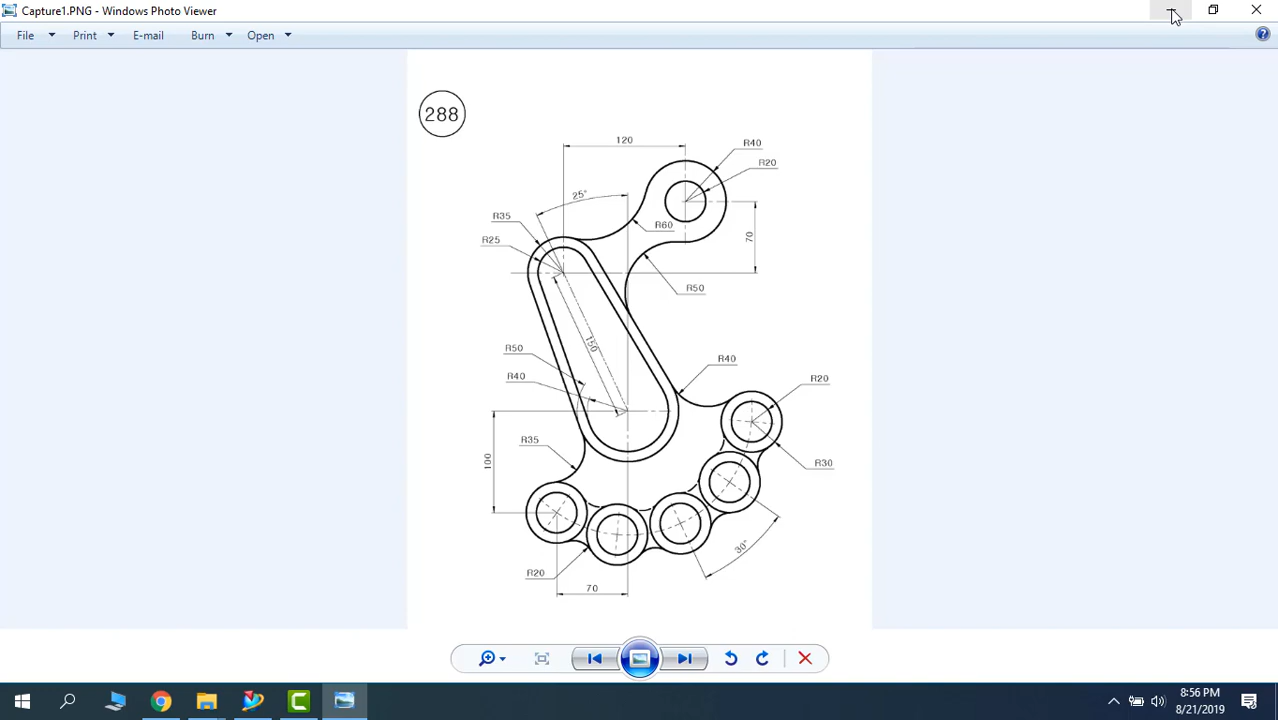 Capture1.PNG - Windows Photo Viewer
File Print E-mail Burn Open
288
120
R40
R20
25°
R35
R60
70
R25
R50
150
R50
R40
R40
R20
R35
100
R30
30°
R20
70
8:56 PM
8/21/2019